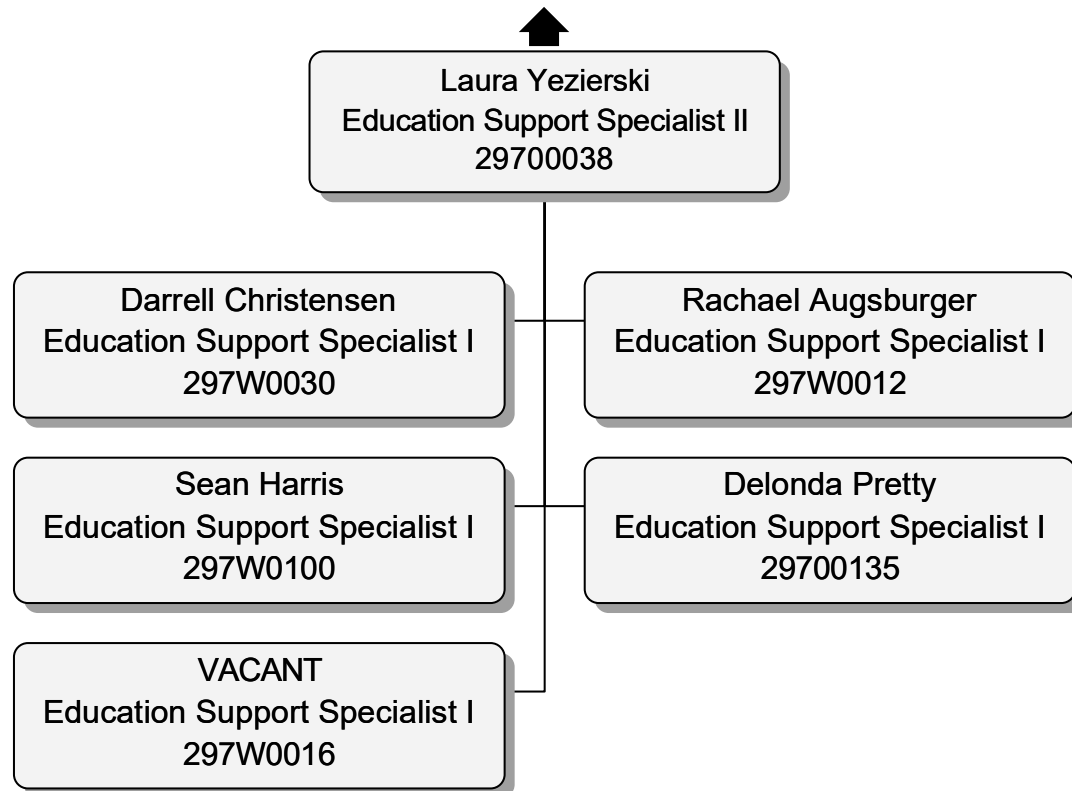 Laura Yezierski
Education Support Specialist II
29700038
Darrell Christensen
Education Support Specialist I
297W0030
Rachael Augsburger
Education Support Specialist I
297W0012
Sean Harris
Education Support Specialist I
297W0100
Delonda Pretty
Education Support Specialist I
29700135
VACANT
Education Support Specialist I
297W0016